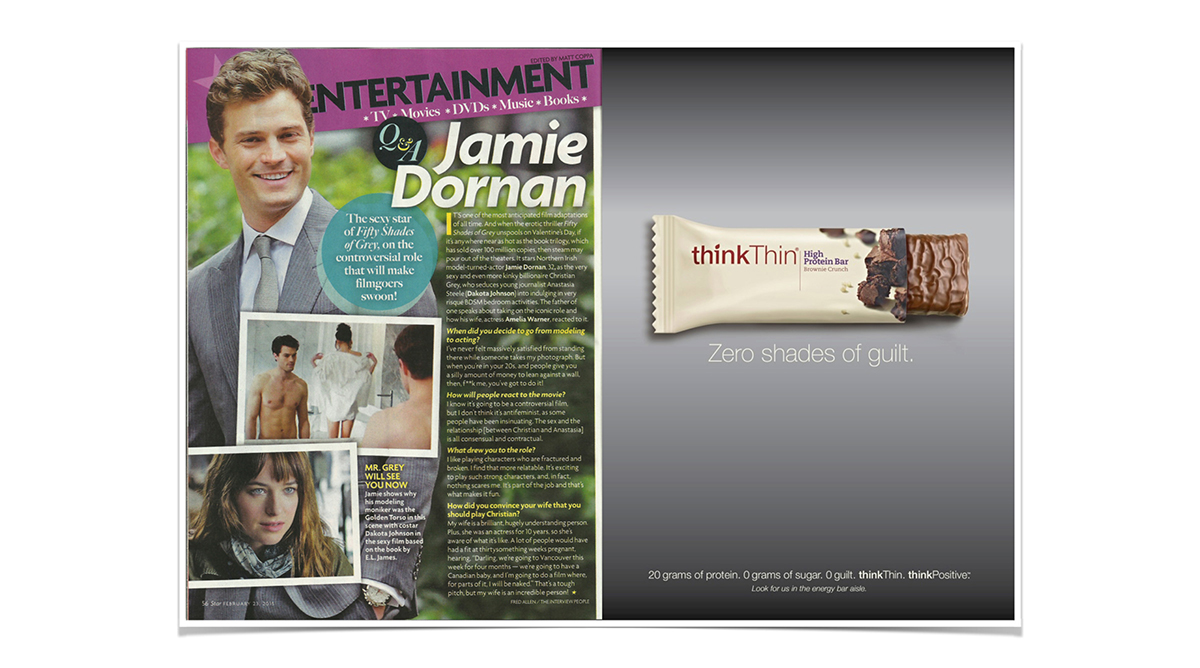 EDITED BY MATT COPPA
ENTERTAINMENT
* TV * Movies * DVDs * Music * Books *
Q&A
Jamie
Dornan
The sexy star
of Fifty Shades
of Grey, on the
controversial role
that will make
filmgoers
swoon!
IT'S one of the most anticipated film adaptations
of all time. And when the erotic thriller Fifty
Shades of Grey unspools on Valentine's Day, if
it's anywhere near as hot as the book trilogy, which
has sold over 100 million copies, then steam may
pour out of the theaters. It stars Northern Irish
model-turned-actor Jamie Dornan, 32, as the very
sexy and even more kinky billionaire Christian
Grey, who seduces young journalist Anastasia
Steele (Dakota Johnson) into indulging in very
risqué BDSM bedroom activities. The father of
one speaks about taking on the iconic role and
how his wife, actress Amelia Warner, reacted to it.
When did you decide to go from modeling
to acting?
I've never felt massively satisfied from standing
there while someone takes my photograph. But
when you're in your 20s, and people give you
a silly amount of money to lean against a wall,
then, f**k me, you've got to do it!
How will people react to the movie?
I know it's going to be a controversial film,
but I don't think it's antifeminist, as some
people have been insinuating. The sex and the
relationship [between Christian and Anastasia]
is all consensual and contractual.
What drew you to the role?
I like playing characters who are fractured and
broken. I find that more relatable. It's exciting
to play such strong characters, and, in fact,
nothing scares me. It's part of the job and that's
what makes it fun.
How did you convince your wife that you
should play Christian?
My wife is a brilliant, hugely understanding person.
Plus, she was an actress for 10 years, so she's
aware of what it's like. A lot of people would have
had a fit at thirtysomething weeks pregnant,
hearing, "Darling, we're going to Vancouver this
week for four months — we're going to have a
Canadian baby, and I'm going to do a film where,
for parts of it, I will be naked." That's a tough
pitch, but my wife is an incredible person! ★
FRED ALLEN / THE INTERVIEW PEOPLE
MR. GREY
WILL SEE
YOU NOW
Jamie shows why
his modeling
moniker was the
Golden Torso in this
scene with costar
Dakota Johnson in
the sexy film based
on the book by
E.L. James.
56 Star FEBRUARY
thinkThin®
High
Protein Bar
Brownie Crunch
Zero shades of guilt.
20 grams of protein. 0 grams of sugar. 0 guilt. thinkThin. thinkPositive.™
Look for us in the energy bar aisle.